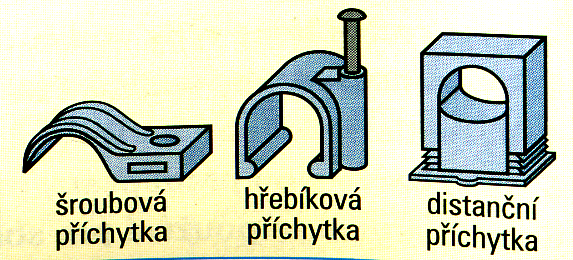 šroubová
příchytka
hřebíková
příchytka
distanční
příchytka